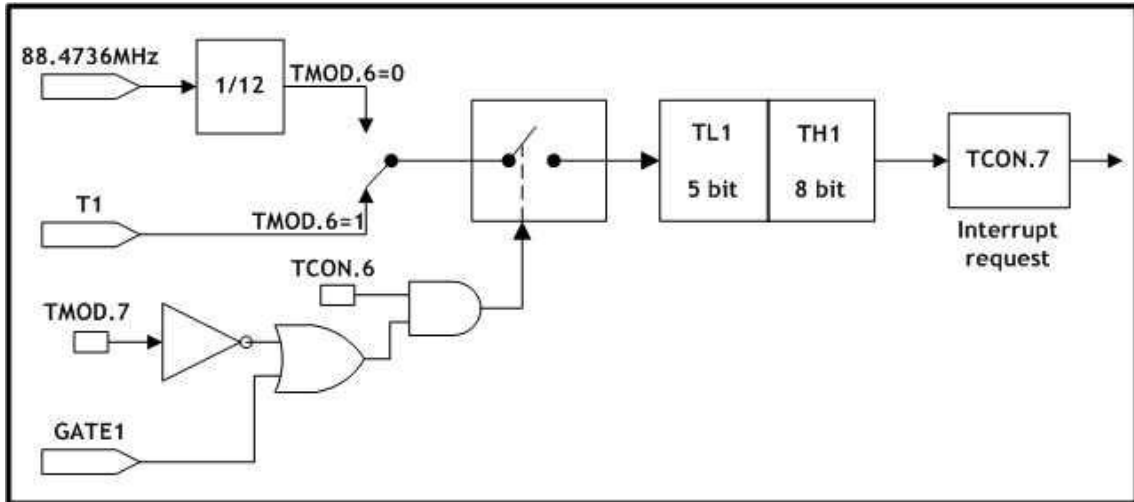 88.4736MHz
1/12
TMOD.6=0
TL1
TH1
5 bit
8 bit
TCON.7
Interrupt
request
T1
TMOD.6=1
TCON.6
TMOD.7
GATE1